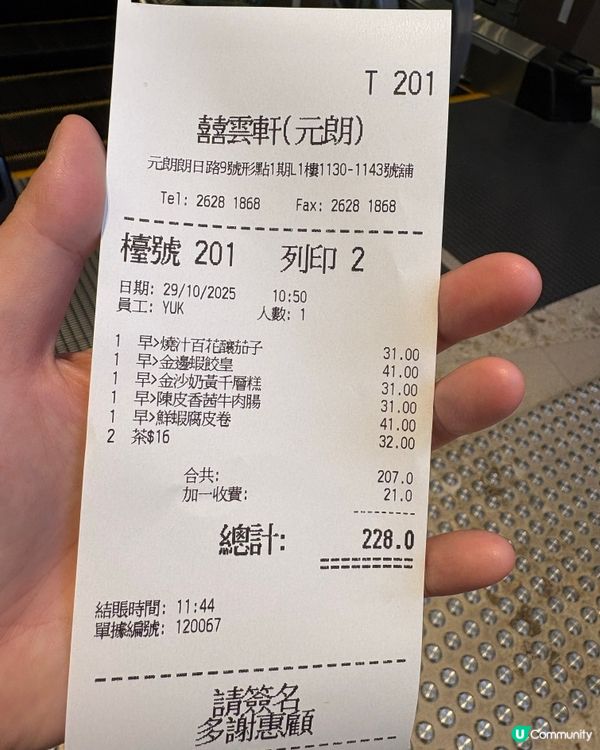 T 201
囍雲軒(元朗)
元朗朗日路9號形點1期L1樓1130-1143號舖
Tel: 2628 1868 Fax: 2628 1868
檯號 201 列印 2
日期: 29/10/2025 10:50
員工: YUK 人數: 1
1 早>燒汁百花釀茄子 31.00
1 早>金邊蝦餃皇 41.00
1 早>金沙奶黃千層糕 31.00
1 早>陳皮香茜牛肉腸 31.00
1 早>鮮蝦腐皮卷 41.00
2 茶$16 32.00
合共: 207.0
加一收費: 21.0
總計: 228.0
結賬時間: 11:44
單據編號: 120067
請簽名
多謝惠顧
U Community